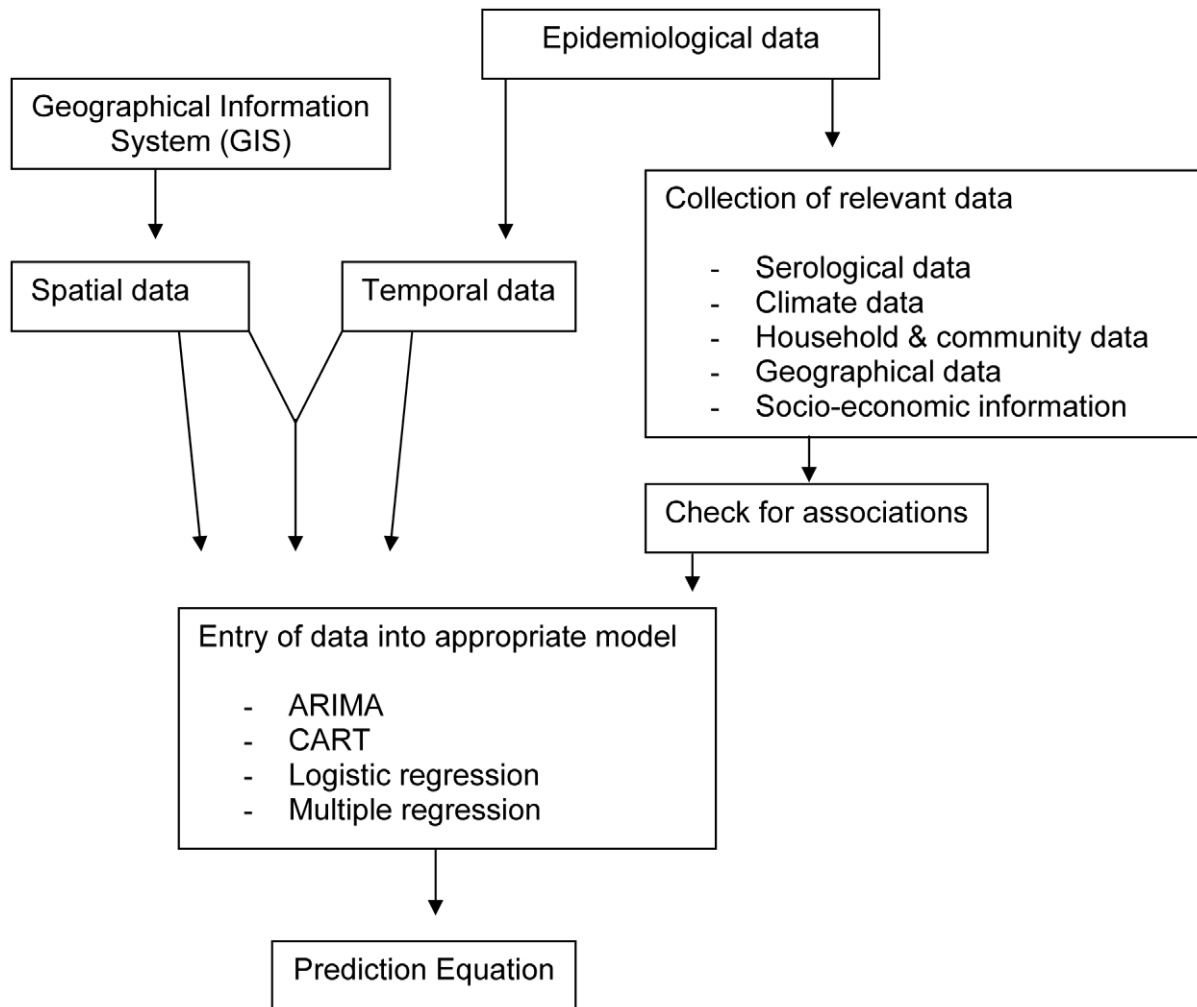 Epidemiological data
Geographical Information
System (GIS)
Collection of relevant data
- Serological data
- Climate data
- Household & community data
- Geographical data
- Socio-economic information
Spatial data
Temporal data
Check for associations
Entry of data into appropriate model
- ARIMA
- CART
- Logistic regression
- Multiple regression
Prediction Equation